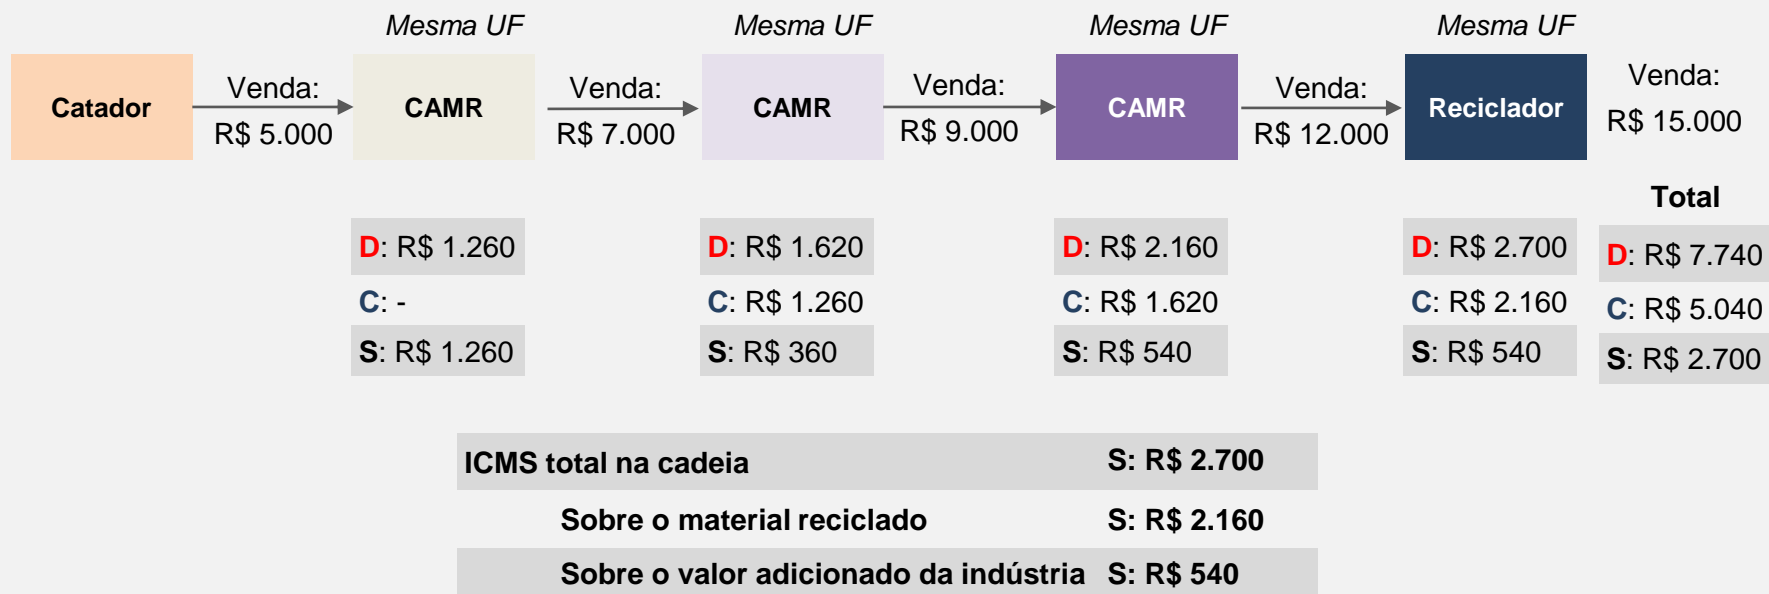 Mesma UF
Mesma UF
Mesma UF
Mesma UF
Catador
Venda:
R$ 5.000
CAMR
Venda:
R$ 7.000
CAMR
Venda:
R$ 9.000
CAMR
Venda:
R$ 12.000
Reciclador
Venda:
R$ 15.000
Total
D: R$ 1.260
D: R$ 1.620
D: R$ 2.160
D: R$ 2.700
D: R$ 7.740
C: -
C: R$ 1.260
C: R$ 1.620
C: R$ 2.160
C: R$ 5.040
S: R$ 1.260
S: R$ 360
S: R$ 540
S: R$ 540
S: R$ 2.700
ICMS total na cadeia S: R$ 2.700
Sobre o material reciclado S: R$ 2.160
Sobre o valor adicionado da indústria S: R$ 540